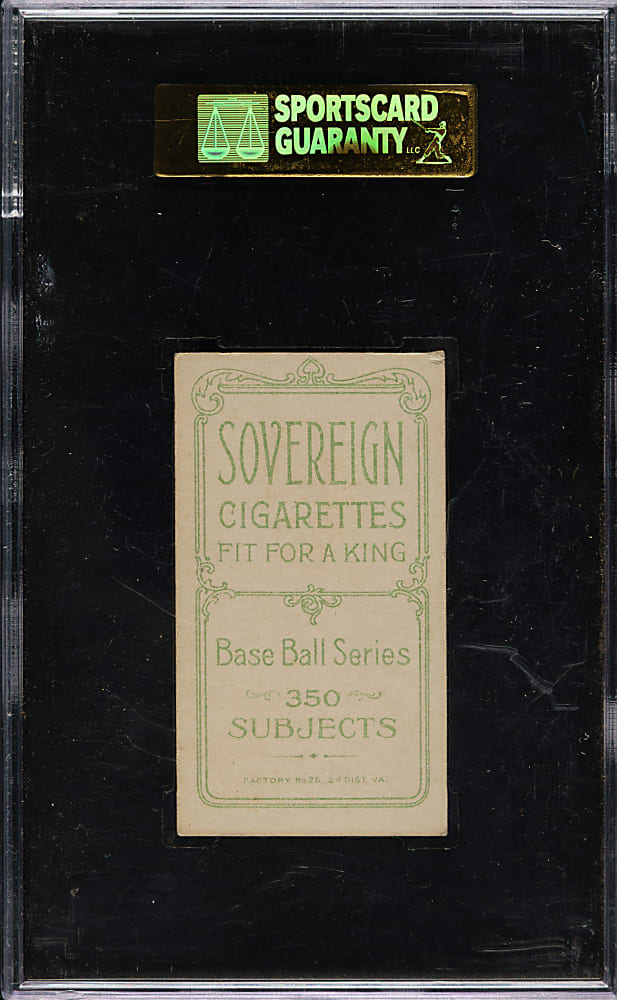 SPORTSCARD
GUARANTY LLC
SOVEREIGN
CIGARETTES
FIT FOR A KING
Base Ball Series
350
SUBJECTS
FACTORY No 25, 2d DIST. VA.